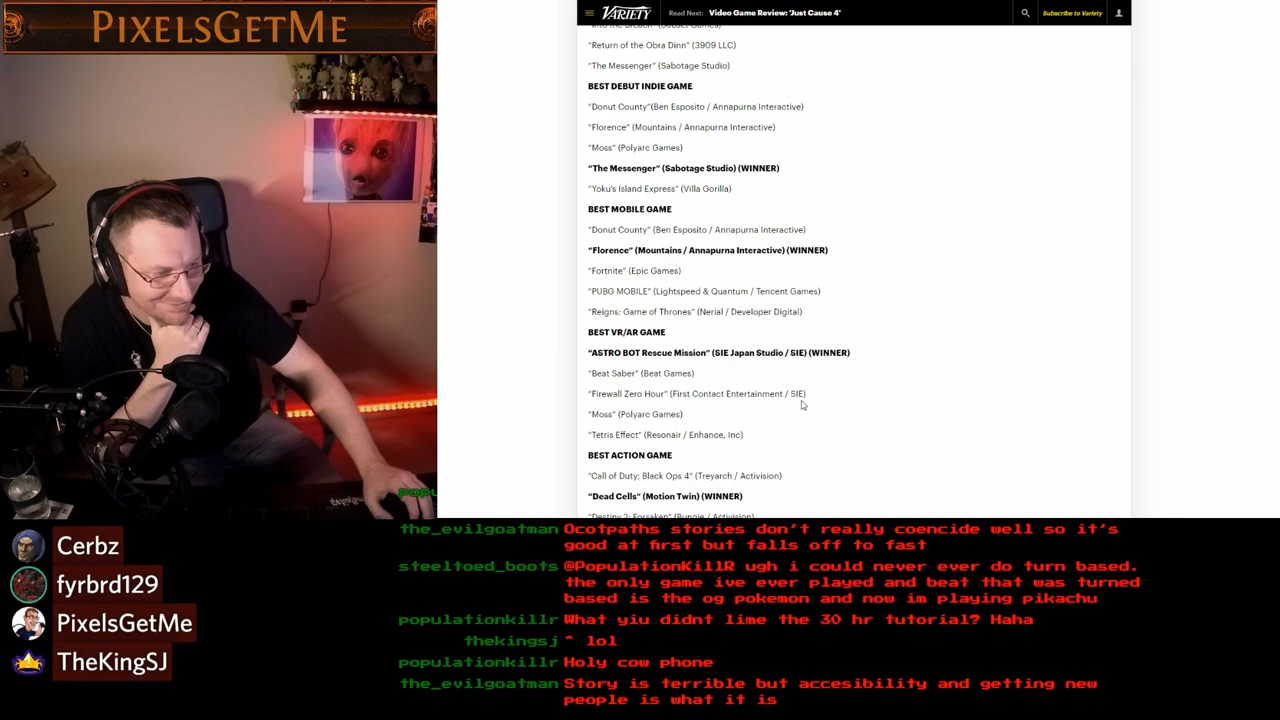 PIXELSGETME
VARIETY
Read Next: Video Game Review: 'Just Cause 4'
Subscribe to Variety
"Into the Breach" (Subset Games)
"Return of the Obra Dinn" (3909 LLC)
"The Messenger" (Sabotage Studio)
BEST DEBUT INDIE GAME
"Donut County"(Ben Esposito / Annapurna Interactive)
"Florence" (Mountains / Annapurna Interactive)
"Moss" (Polyarc Games)
"The Messenger" (Sabotage Studio) (WINNER)
"Yoku's Island Express" (Villa Gorilla)
BEST MOBILE GAME
"Donut County" (Ben Esposito / Annapurna Interactive)
"Florence" (Mountains / Annapurna Interactive) (WINNER)
"Fortnite" (Epic Games)
"PUBG MOBILE" (Lightspeed & Quantum / Tencent Games)
"Reigns: Game of Thrones" (Nerial / Developer Digital)
BEST VR/AR GAME
"ASTRO BOT Rescue Mission" (SIE Japan Studio / SIE) (WINNER)
"Beat Saber" (Beat Games)
"Firewall Zero Hour" (First Contact Entertainment / SIE)
"Moss" (Polyarc Games)
"Tetris Effect" (Resonair / Enhance, Inc)
BEST ACTION GAME
"Call of Duty: Black Ops 4" (Treyarch / Activision)
"Dead Cells" (Motion Twin) (WINNER)
"Destiny 2: Forsaken" (Bungie / Activision)
popu
Cerbz
fyrbrd129
PixelsGetMe
TheKingSJ
the_evilgoatman Ocotpaths stories don't really coencide well so it's
good at first but falls off to fast
steeltoed_boots @PopulationKillR ugh i could never ever do turn based.
the only game ive ever played and beat that was turned
based is the og pokemon and now im playing pikachu
populationkillr What yiu didnt lime the 30 hr tutorial? Haha
thekingsj ^ lol
populationkillr Holy cow phone
the_evilgoatman Story is terrible but accesibility and getting new
people is what it is